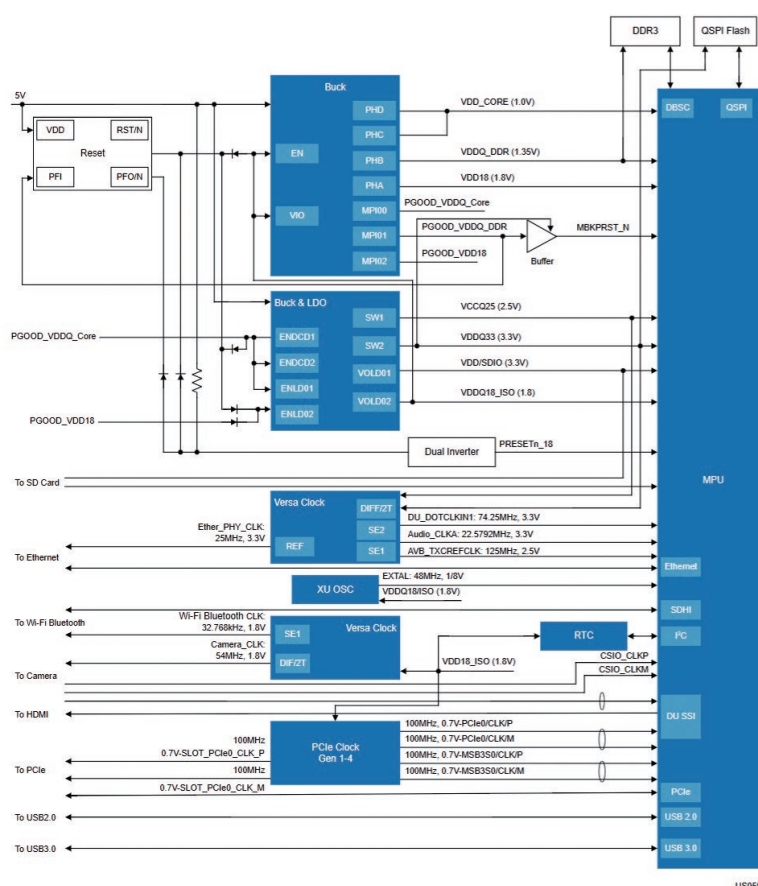 DDR3
QSPI Flash
5V
Buck
VDD
RST/N
Reset
PFI
PFO/N
EN
VIO
PHD
PHC
PHB
PHA
MPI00
MPI01
MPI02
VDD_CORE (1.0V)
VDDQ_DDR (1.35V)
VDD18 (1.8V)
PGOOD_VDDQ_Core
PGOOD_VDDQ_DDR
PGOOD_VDD18
Buffer
MBKPRST_N
DBSC
QSPI
Buck & LDO
PGOOD_VDDQ_Core
ENDCD1
ENDCD2
ENLD01
ENLD02
PGOOD_VDD18
SW1
SW2
VOLD01
VOLD02
VCCQ25 (2.5V)
VDDQ33 (3.3V)
VDD/SDIO (3.3V)
VDDQ18_ISO (1.8)
Dual Inverter
PRESETn_18
MPU
To SD Card
Versa Clock
DIFF/2T
SE2
SE1
REF
Ether_PHY_CLK:
25MHz, 3.3V
DU_DOTCLKIN1: 74.25MHz, 3.3V
Audio_CLKA: 22.5792MHz, 3.3V
AVB_TXCREFCLK: 125MHz, 2.5V
To Ethernet
Ethernet
XU OSC
EXTAL: 48MHz, 1/8V
VDDQ18/ISO (1.8V)
SDHI
To Wi-Fi Bluetooth
Wi-Fi Bluetooth CLK:
32.768kHz, 1.8V
Camera_CLK:
54MHz, 1.8V
SE1
Versa Clock
DIF/2T
RTC
I²C
VDD18_ISO (1.8V)
To Camera
CSIO_CLKP
CSIO_CLKM
To HDMI
DU SSI
PCIe Clock
Gen 1-4
100MHz
0.7V-SLOT_PCIe0_CLK_P
100MHz
0.7V-SLOT_PCIe0_CLK_M
100MHz, 0.7V-PCIe0/CLK/P
100MHz, 0.7V-PCIe0/CLK/M
100MHz, 0.7V-MSB3S0/CLK/P
100MHz, 0.7V-MSB3S0/CLK/M
To PCIe
PCIe
To USB2.0
USB 2.0
To USB3.0
USB 3.0